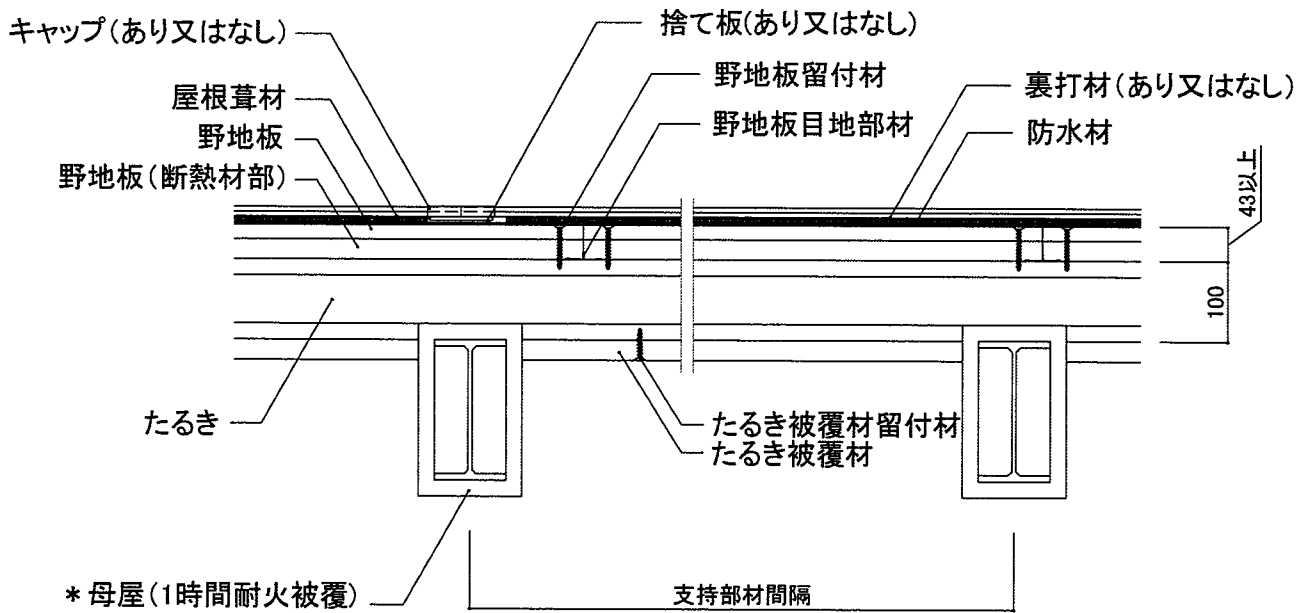 キャップ(あり又はなし)
捨て板(あり又はなし)
屋根葺材
野地板留付材
裏打材(あり又はなし)
野地板
野地板目地部材
防水材
野地板(断熱材部)
43以上
100
たるき
たるき被覆材留付材
たるき被覆材
*母屋(1時間耐火被覆)
支持部材間隔